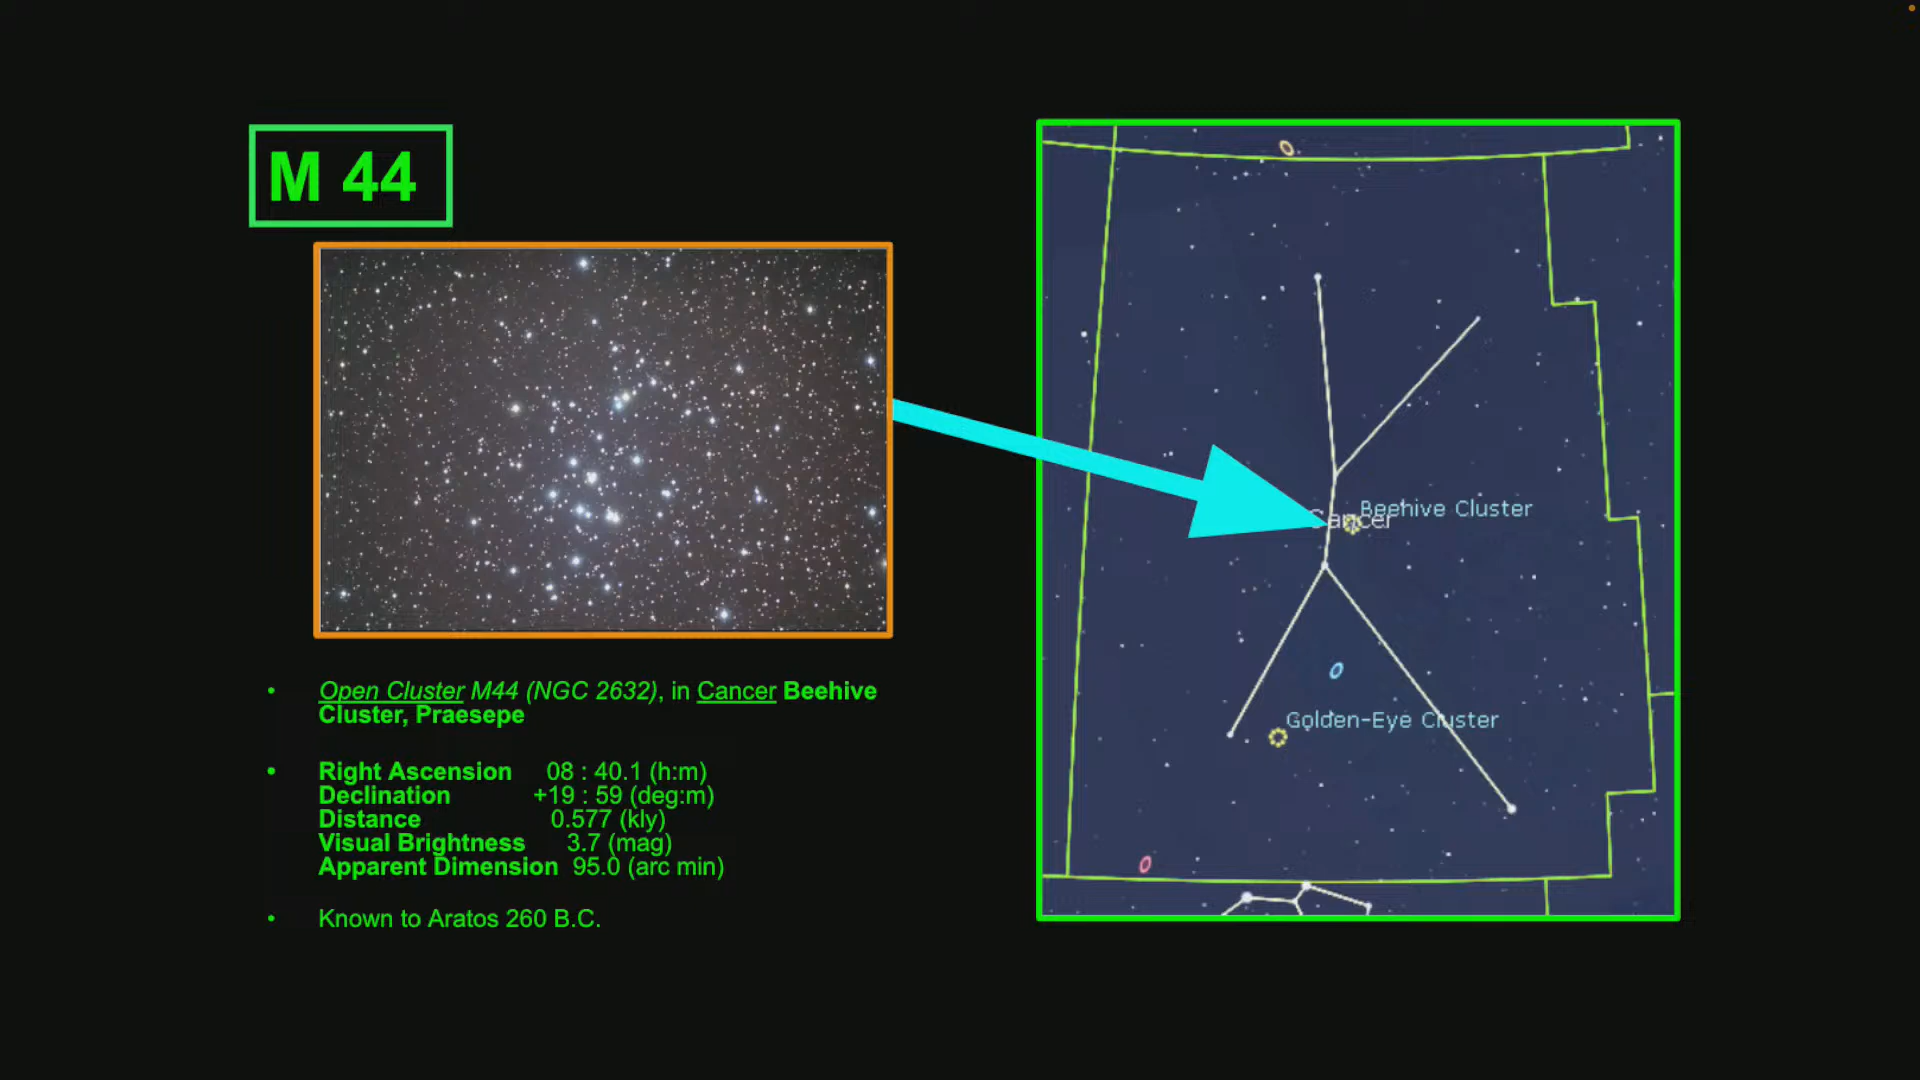 M 44
• Open Cluster M44 (NGC 2632), in Cancer Beehive
Cluster, Praesepe
• Right Ascension 08 : 40.1 (h:m)
Declination +19 : 59 (deg:m)
Distance 0.577 (kly)
Visual Brightness 3.7 (mag)
Apparent Dimension 95.0 (arc min)
• Known to Aratos 260 B.C.
Beehive Cluster
Cancer
Golden-Eye Cluster